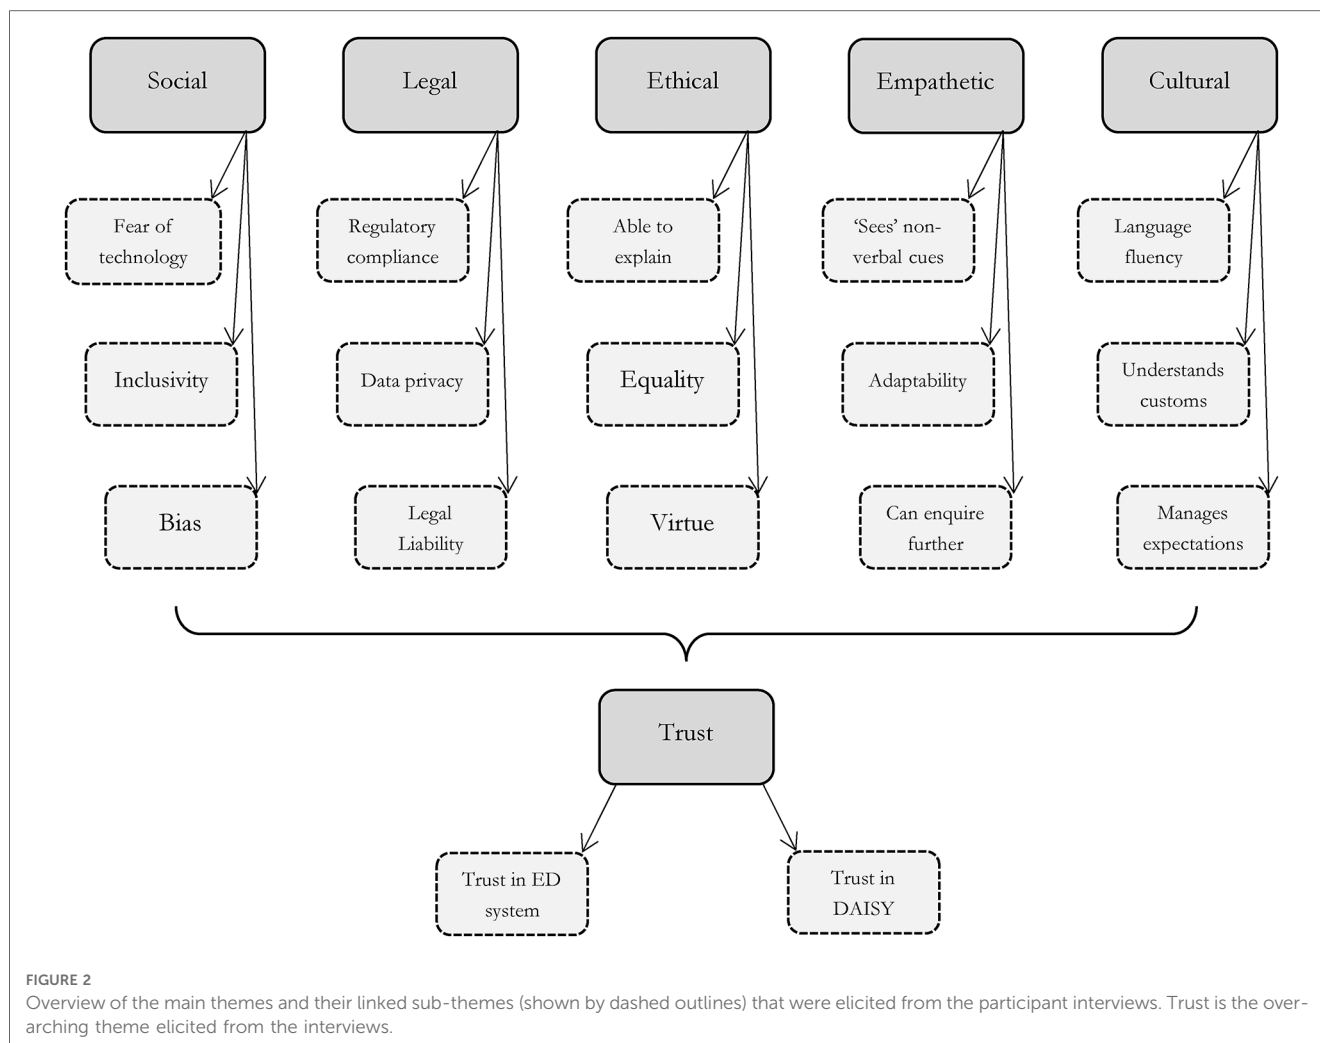 Social
Legal
Ethical
Empathetic
Cultural
Fear of
technology
Regulatory
compliance
Able to
explain
‘Sees’ non-
verbal cues
Language
fluency
Inclusivity
Data privacy
Equality
Adaptability
Understands
customs
Bias
Legal
Liability
Virtue
Can enquire
further
Manages
expectations
Trust
Trust in ED
system
Trust in
DAISY
FIGURE 2
Overview of the main themes and their linked sub-themes (shown by dashed outlines) that were elicited from the participant interviews. Trust is the over-
arching theme elicited from the interviews.